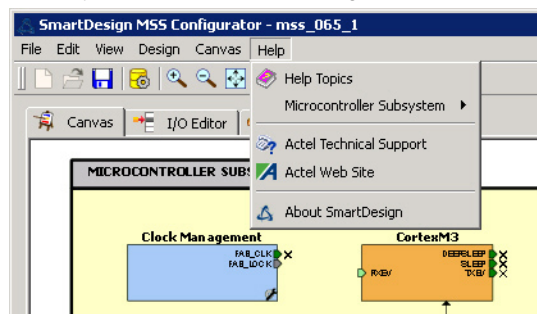 SmartDesign MSS Configurator - mss_065_1
File Edit View Design Canvas Help
Help Topics
Microcontroller Subsystem
Actel Technical Support
Actel Web Site
About SmartDesign
Canvas I/O Editor
MICROCONTROLLER SUBS
Clock Management
FAB_CLK
FAB_LOCK
CortexM3
DEEPSLEEP
SLEEP
RXEV TXEV